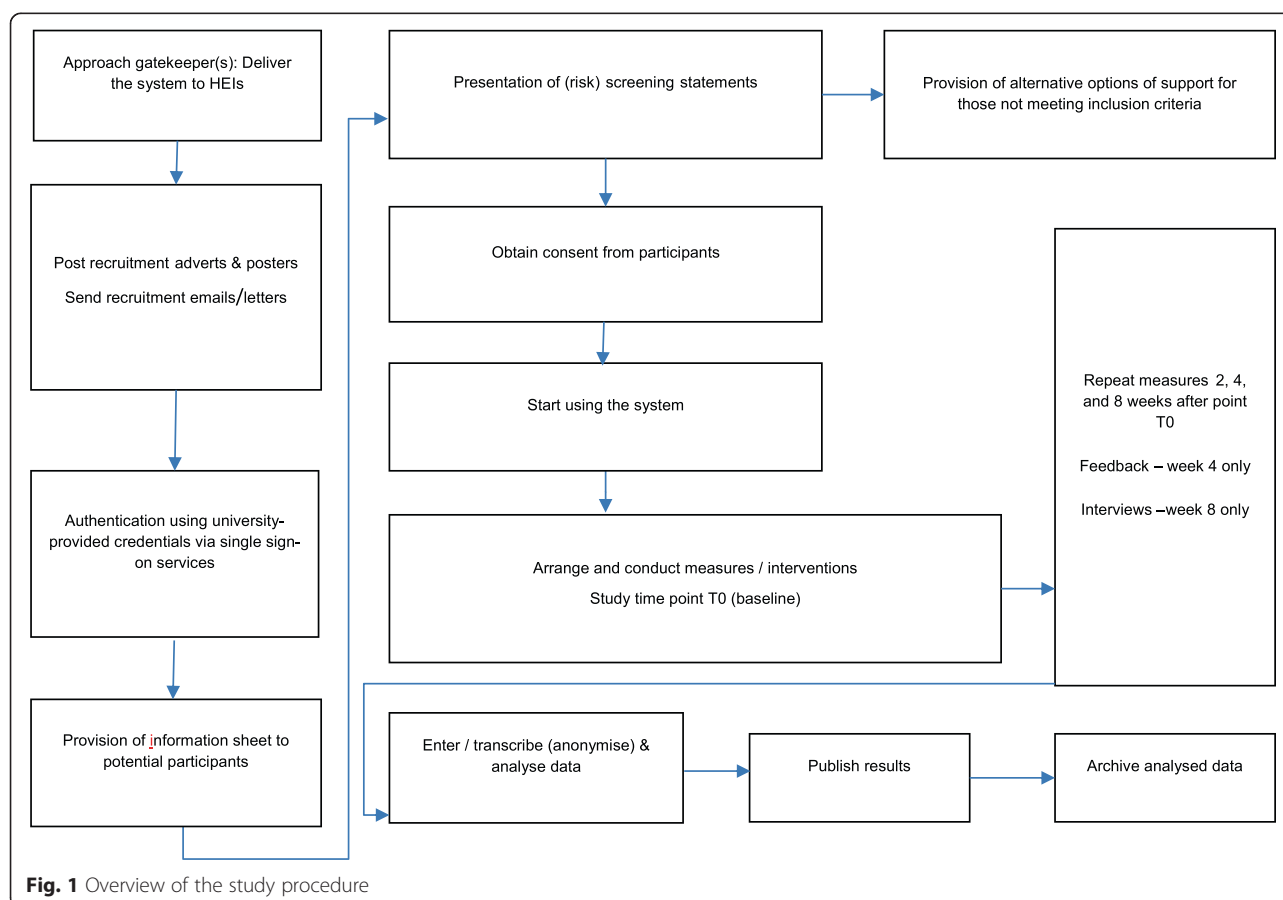 Approach gatekeeper(s): Deliver
the system to HEIs
Post recruitment adverts & posters
Send recruitment emails/letters
Authentication using university-
provided credentials via single sign-
on services
Provision of information sheet to
potential participants
Presentation of (risk) screening statements
Provision of alternative options of support for
those not meeting inclusion criteria
Obtain consent from participants
Start using the system
Arrange and conduct measures / interventions
Study time point T0 (baseline)
Repeat measures 2, 4,
and 8 weeks after point
T0
Feedback – week 4 only
Interviews –week 8 only
Enter / transcribe (anonymise) &
analyse data
Publish results
Archive analysed data
Fig. 1 Overview of the study procedure